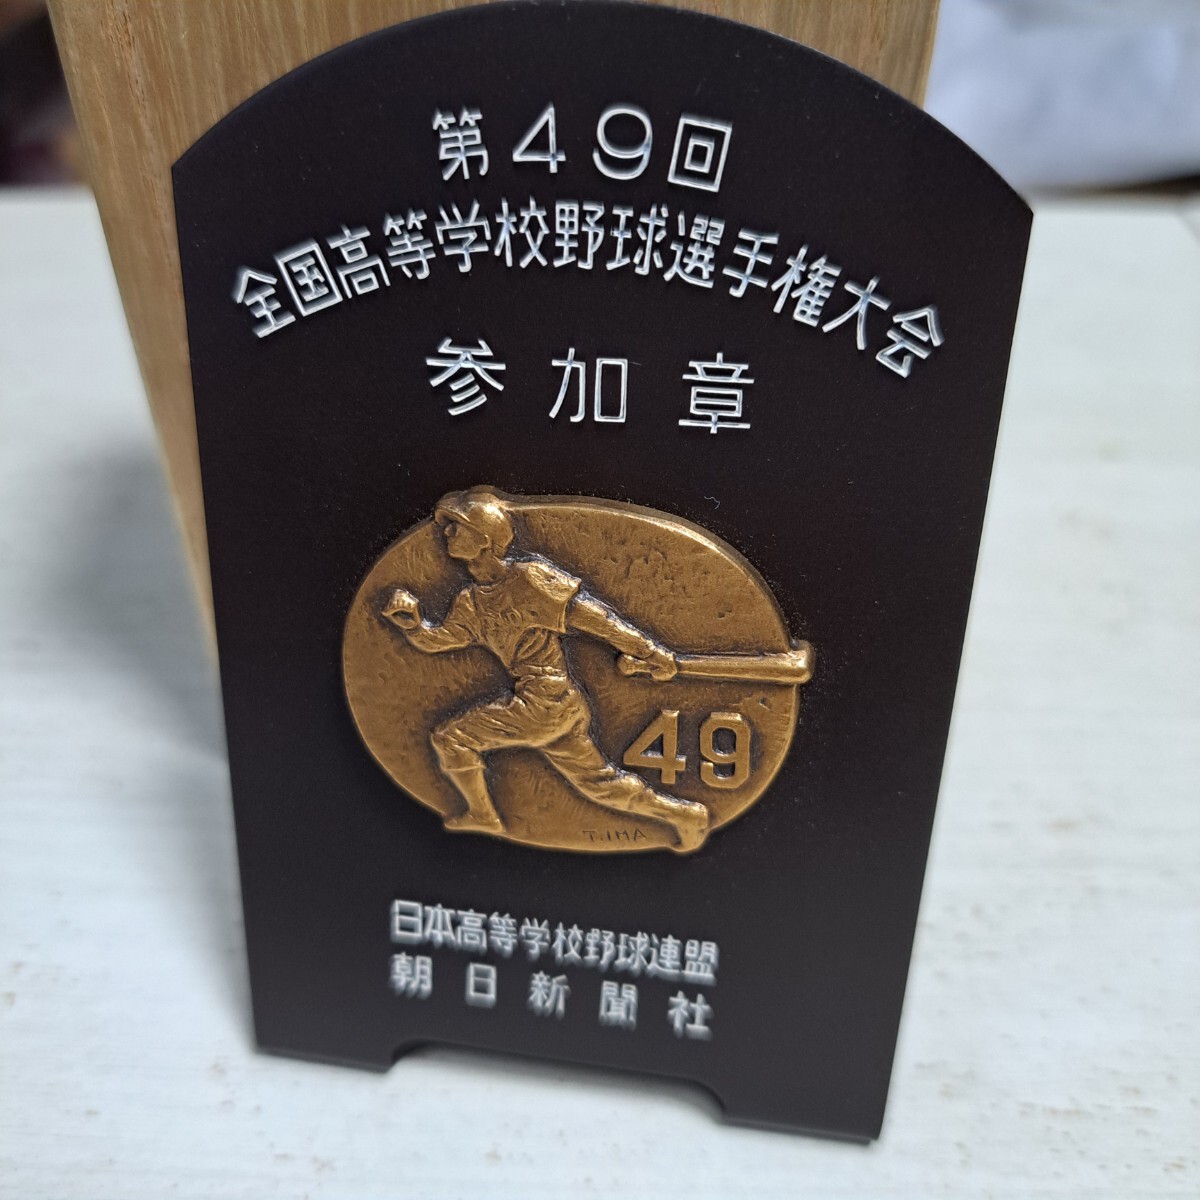 第49回
全国高等学校野球選手権大会
参加章
49
T.IMA
日本高等学校野球連盟
朝日新聞社